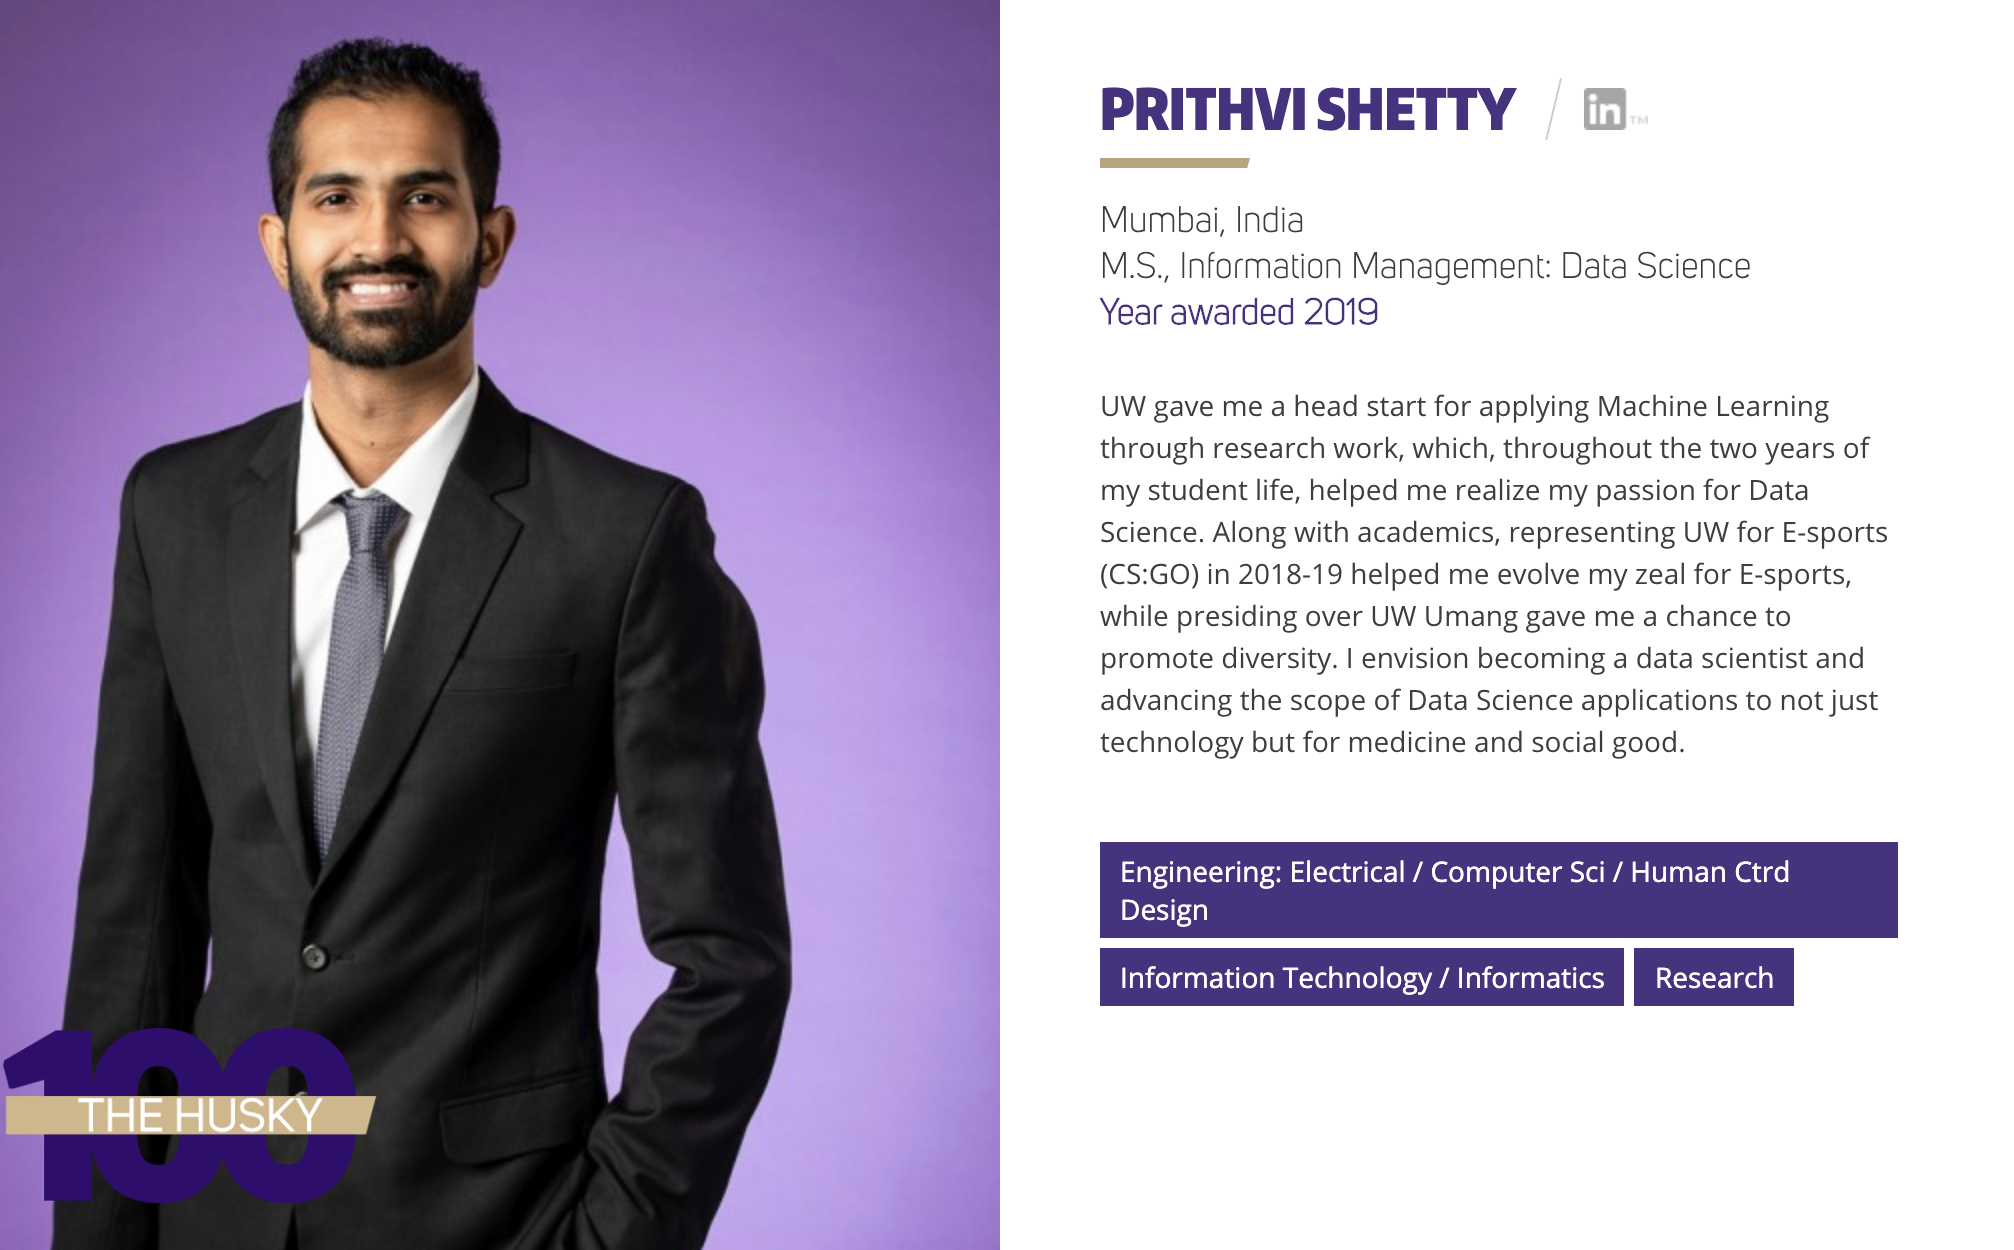 PRITHVI SHETTY
in™
Mumbai, India
M.S., Information Management: Data Science
Year awarded 2019
UW gave me a head start for applying Machine Learning
through research work, which, throughout the two years of
my student life, helped me realize my passion for Data
Science. Along with academics, representing UW for E-sports
(CS:GO) in 2018-19 helped me evolve my zeal for E-sports,
while presiding over UW Umang gave me a chance to
promote diversity. I envision becoming a data scientist and
advancing the scope of Data Science applications to not just
technology but for medicine and social good.
Engineering: Electrical / Computer Sci / Human Ctrd
Design
Information Technology / Informatics
Research
100
THE HUSKY